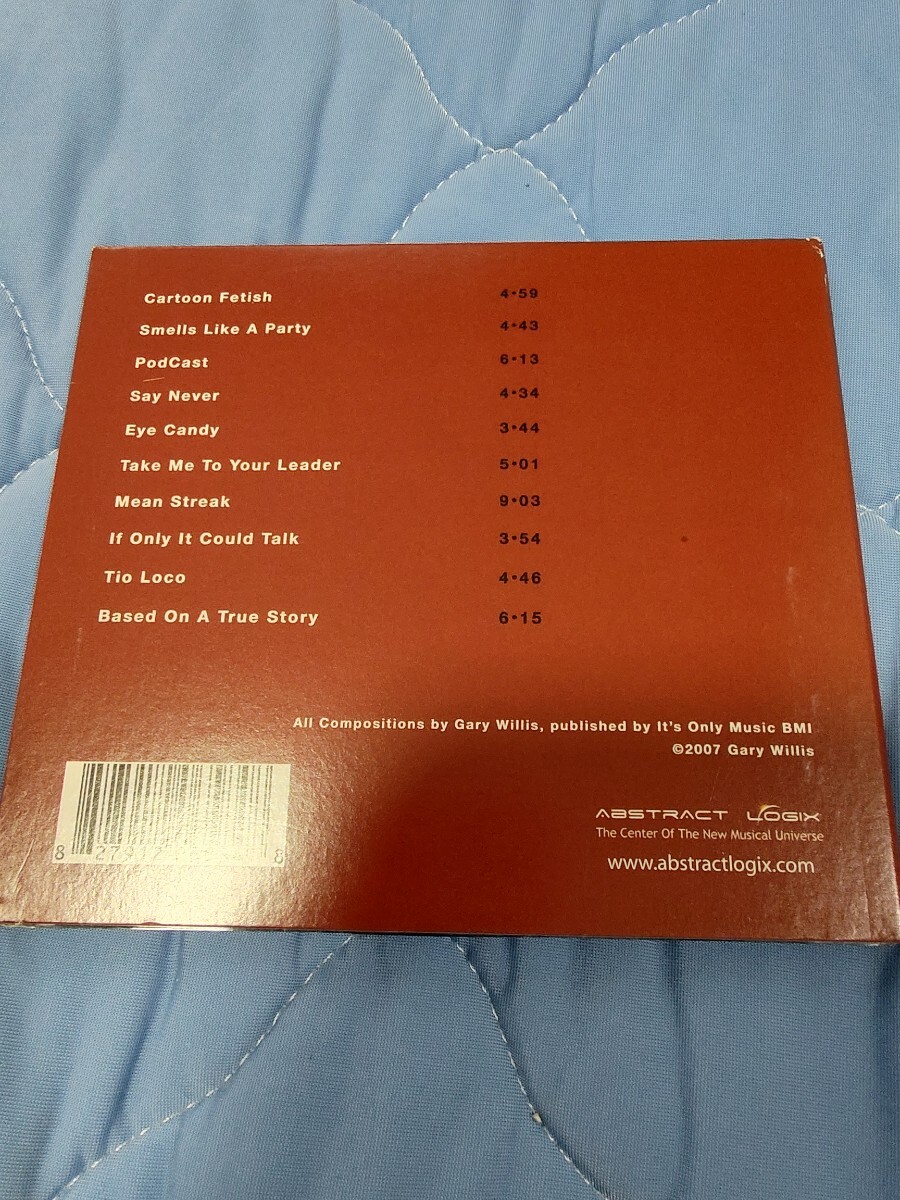 Cartoon Fetish 4•59
Smells Like A Party 4•43
PodCast 6•13
Say Never 4•34
Eye Candy 3•44
Take Me To Your Leader 5•01
Mean Streak 9•03
If Only It Could Talk 3•54
Tio Loco 4•46
Based On A True Story 6•15
All Compositions by Gary Willis, published by It's Only Music BMI
©2007 Gary Willis
ABSTRACT LOGIX
The Center Of The New Musical Universe
www.abstractlogix.com